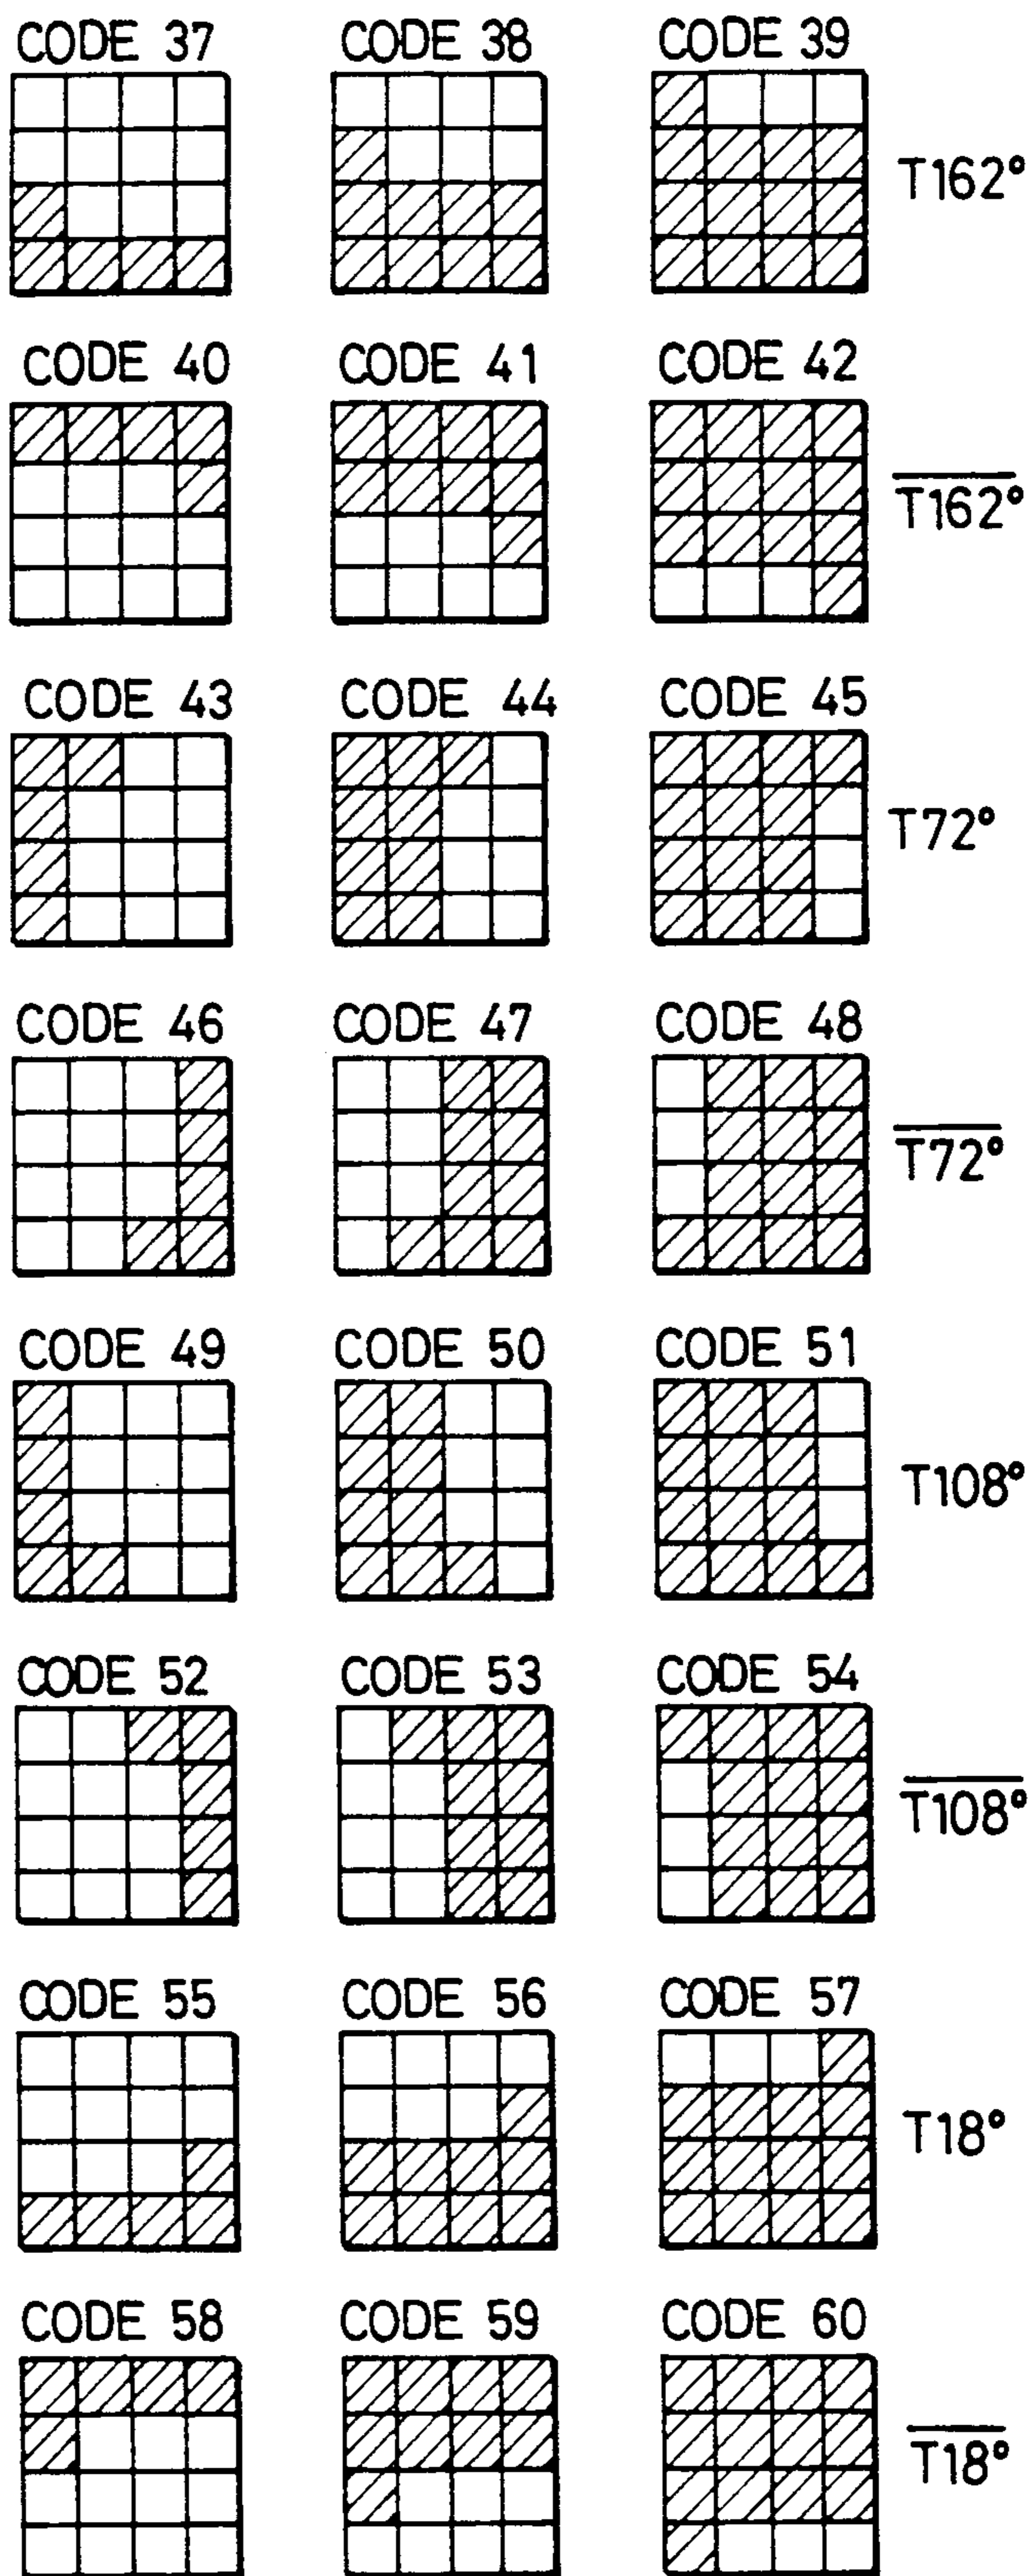 CODE 37 CODE 38 CODE 39
T162°
CODE 40 CODE 41 CODE 42
T162°
CODE 43 CODE 44 CODE 45
T72°
CODE 46 CODE 47 CODE 48
T72°
CODE 49 CODE 50 CODE 51
T108°
CODE 52 CODE 53 CODE 54
T108°
CODE 55 CODE 56 CODE 57
T18°
CODE 58 CODE 59 CODE 60
T18°